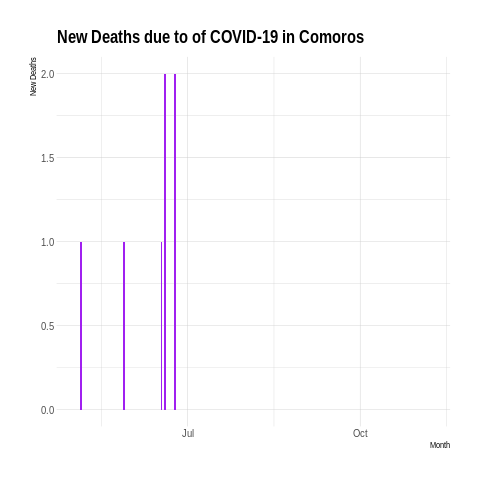 New Deaths due to of COVID-19 in Comoros
New Deaths
2.0
1.5
1.0
0.5
0.0
Jul
Oct
Month